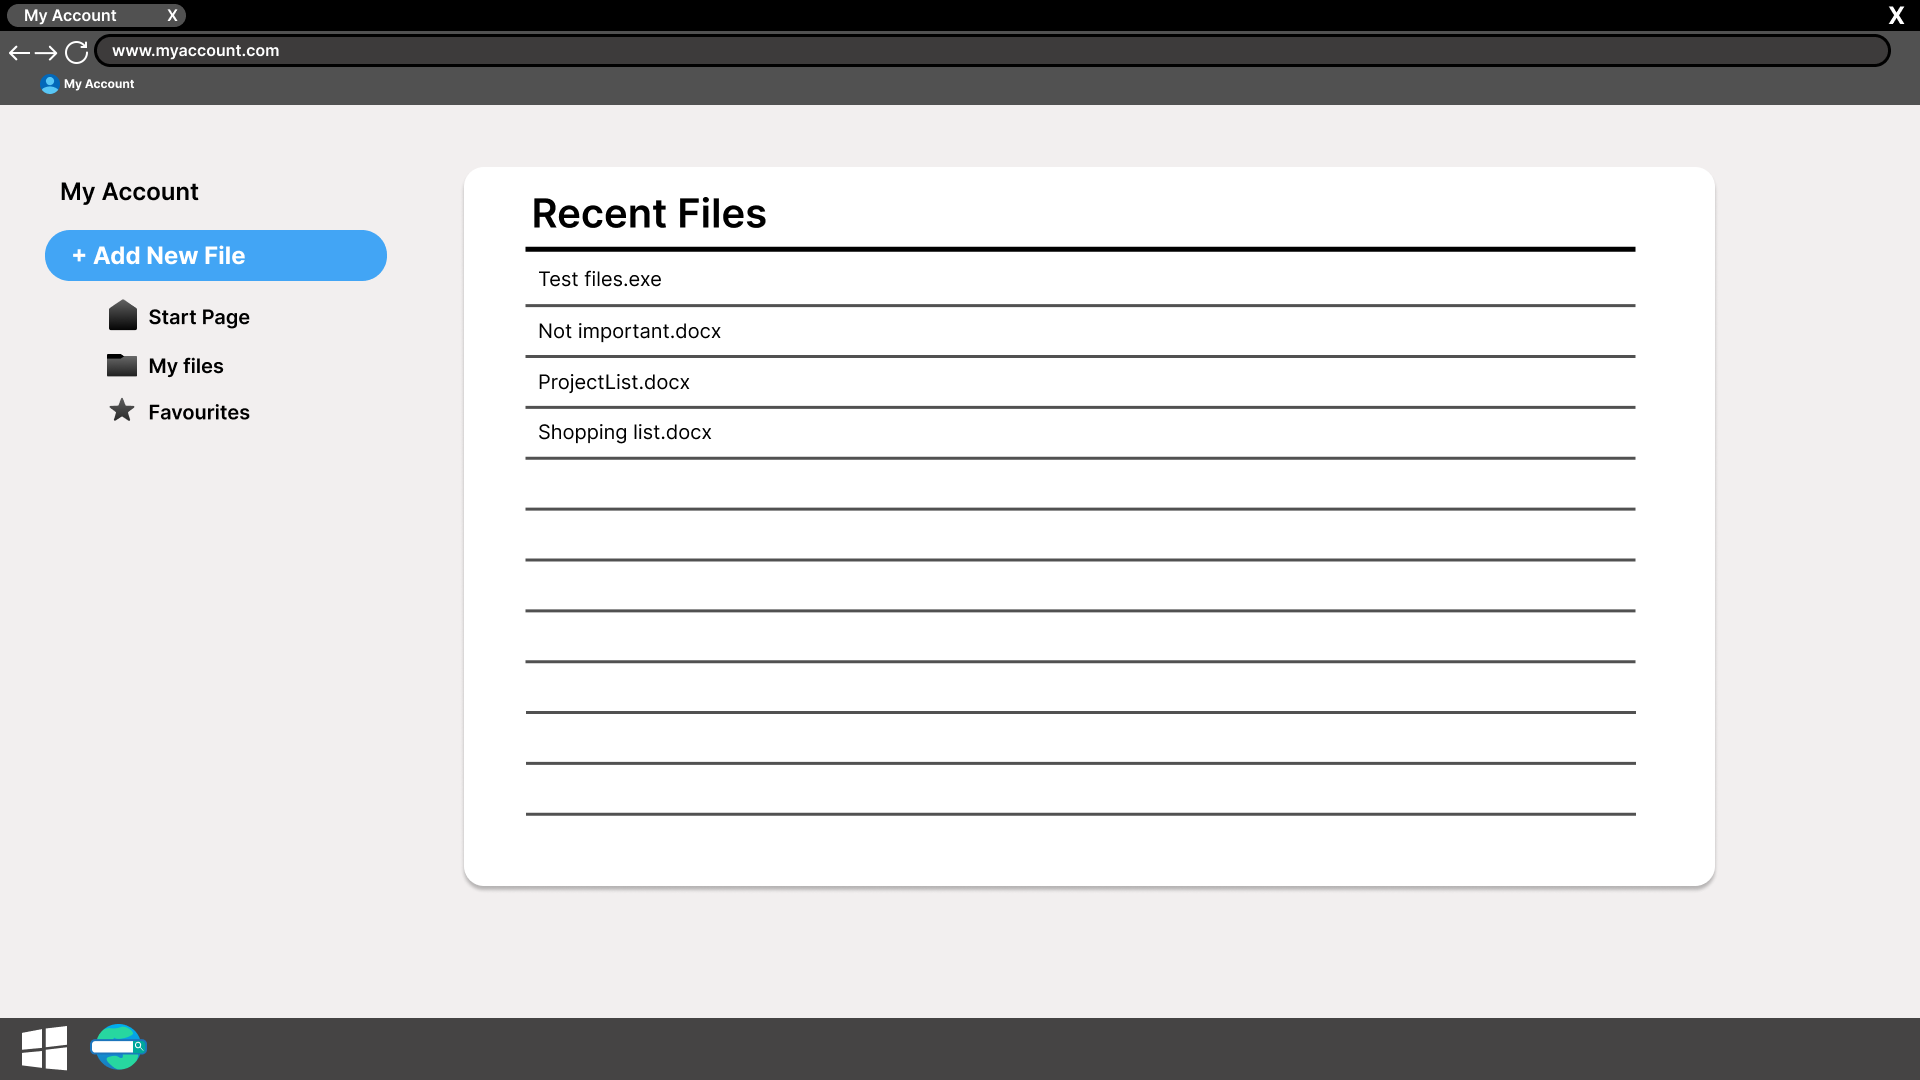 My Account X
X
www.myaccount.com
My Account
My Account
+ Add New File
Start Page
My files
Favourites
Recent Files
Test files.exe
Not important.docx
ProjectList.docx
Shopping list.docx